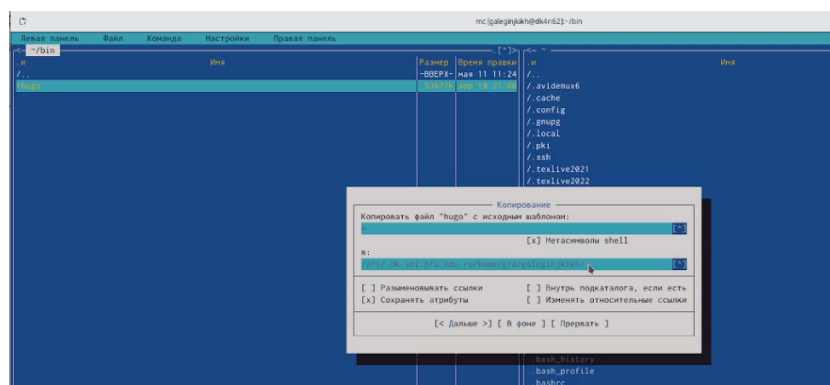 mc [galeginjkikh@dk4n62]:~/bin
Левая панель Файл Команда Настройки Правая панель
<- ~/bin .[^]>
.и Имя Размер Время правки
/.. -ВВЕРХ- мая 11 11:24
*hugo
<- ~
.и Имя
/..
/.avidemux6
/.cache
/.config
/.gnupg
/.local
/.pki
/.ssh
/.texlive2021
/.texlive2022
Копирование
Копировать файл "hugo" с исходным шаблоном:
* [^]
[x] Метасимволы shell
в:
[^]
[ ] Разыменовывать ссылки [ ] Внутрь подкаталога, если есть
[x] Сохранять атрибуты [ ] Изменять относительные ссылки
[< Дальше >] [ В фоне ] [ Прервать ]
.bash_history
.bash_profile
.bashrc